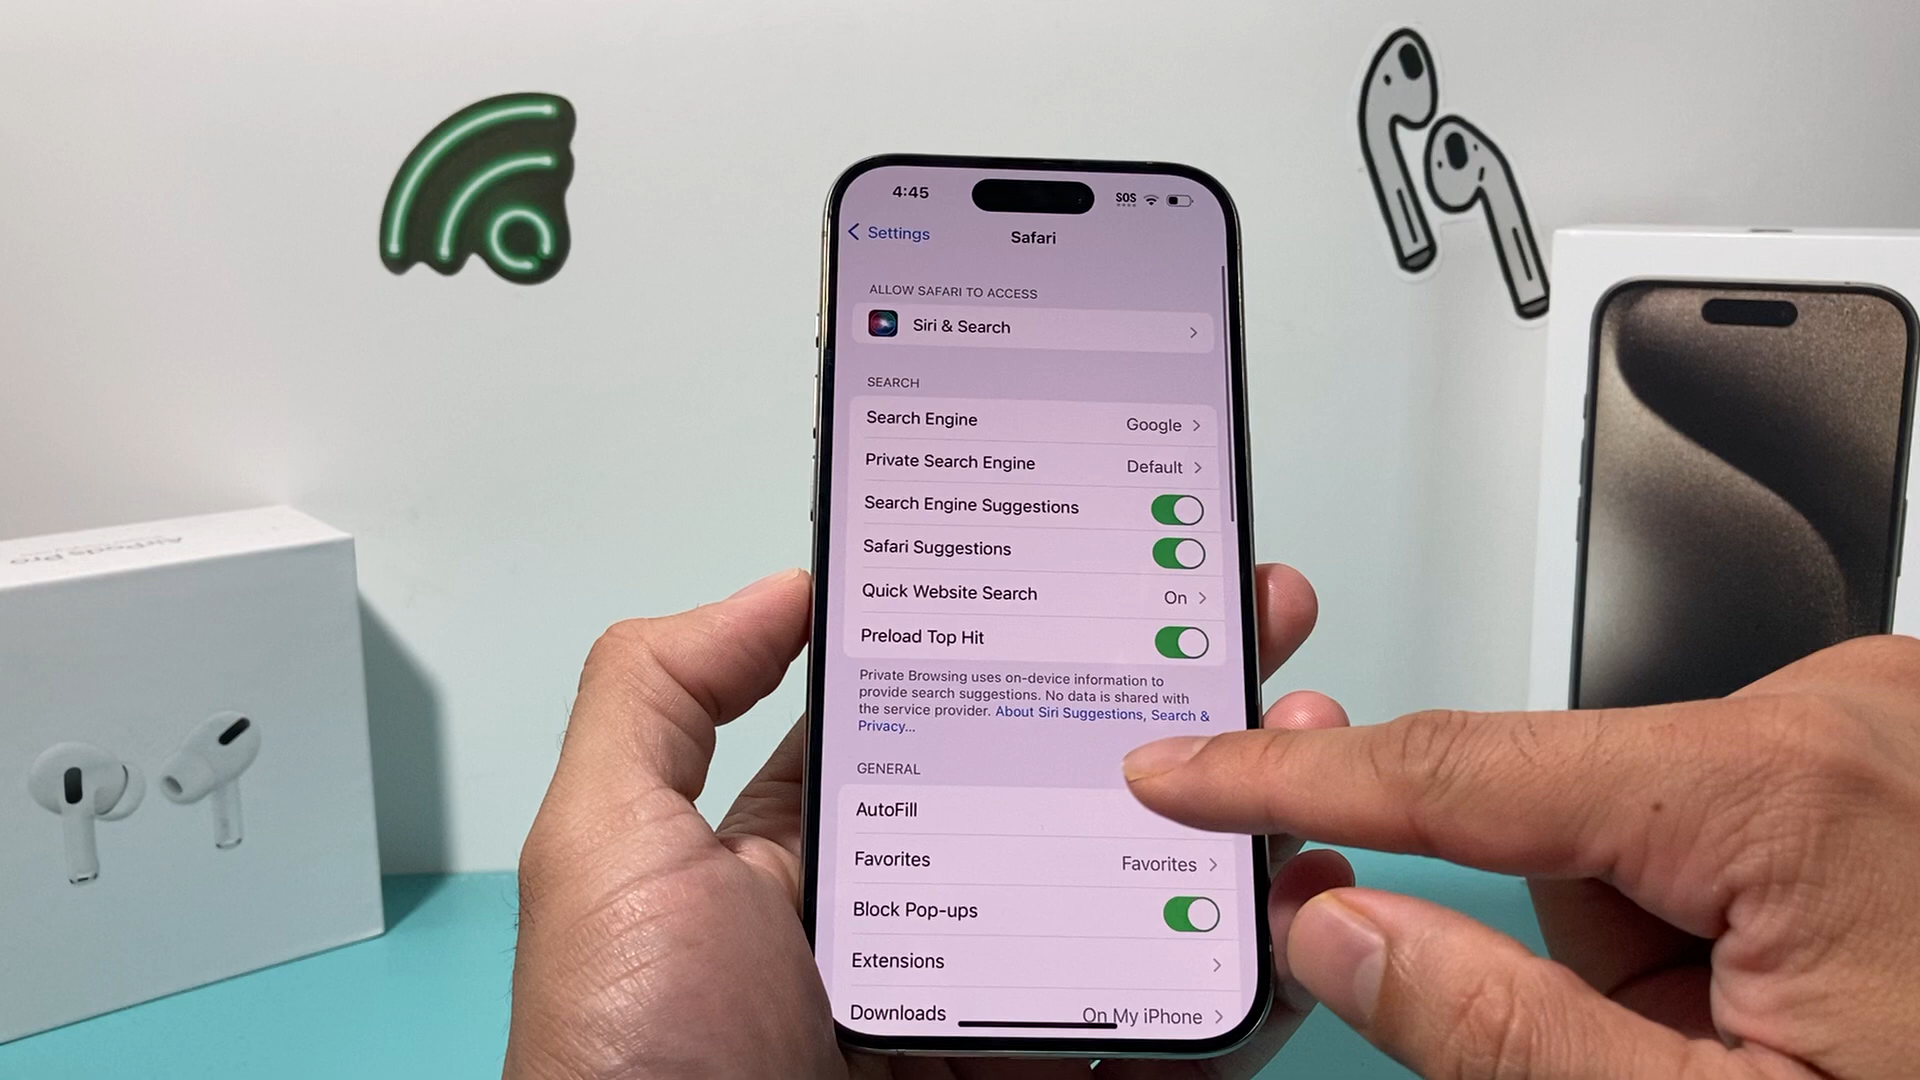 4:45 SOS
Settings Safari
ALLOW SAFARI TO ACCESS
Siri & Search
SEARCH
Search Engine Google
Private Search Engine Default
Search Engine Suggestions
Safari Suggestions
Quick Website Search On
Preload Top Hit
Private Browsing uses on-device information to
provide search suggestions. No data is shared with
the service provider. About Siri Suggestions, Search &
Privacy...
GENERAL
AutoFill
Favorites Favorites
Block Pop-ups
Extensions
Downloads On My iPhone
AirPods Pro